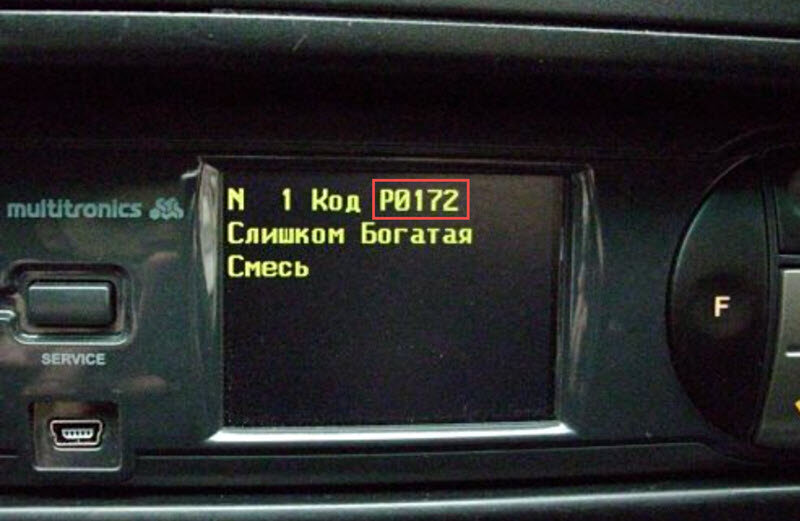 multitronics
N 1 Код P0172
Слишком Богатая
Смесь
F
SERVICE